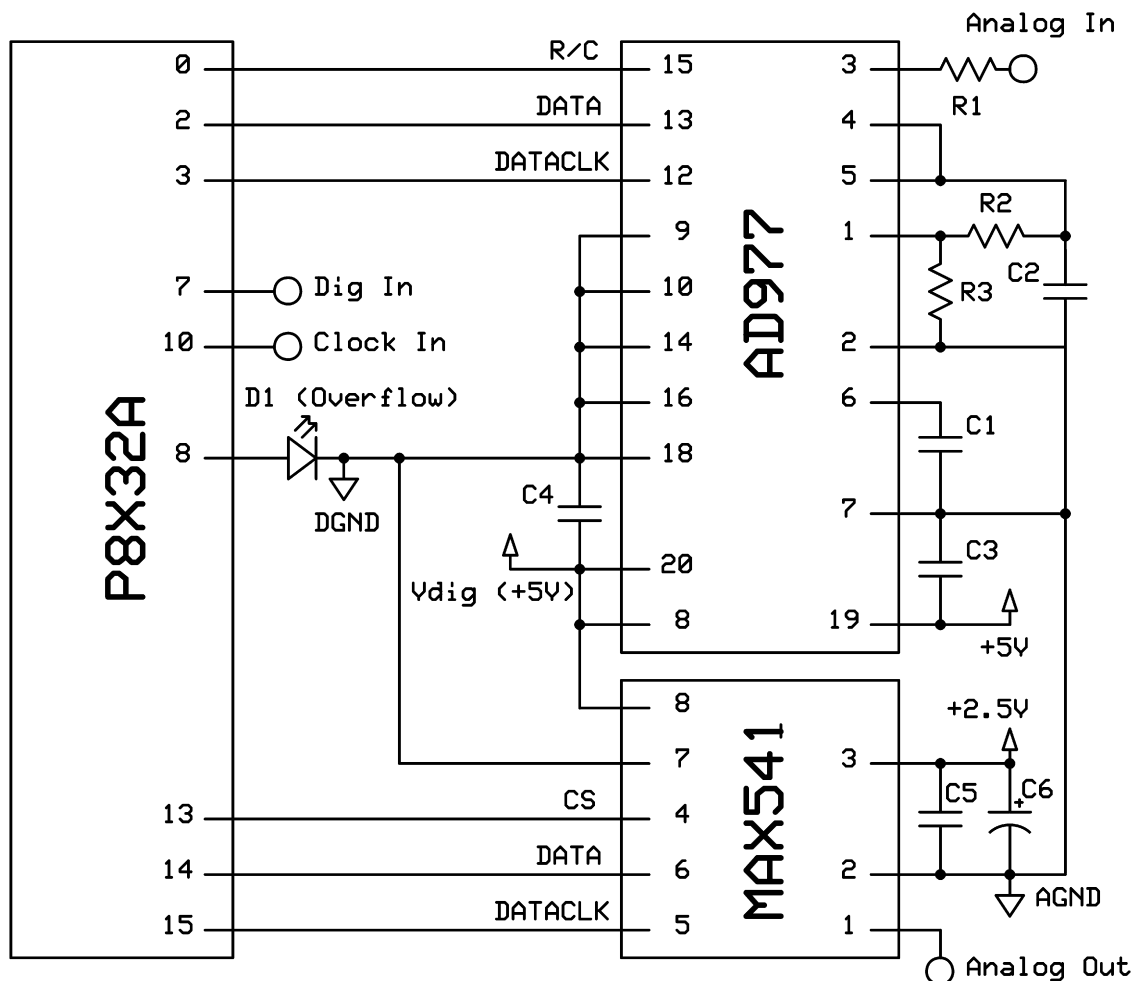 Analog In
0 R/C 15 3
R1
2 DATA 13 4
3 DATACLK 12 5
R2
9 1
C2
7 Dig In 10 R3
10 Clock In 14 2
D1 (Overflow) 16 6
C1
8 18
C4
DGND 7
C3
20
Vdig (+5V)
8 19
+5V
P8X32A
AD977
8 +2.5V
7 3
C5 +C6
13 CS 4
14 DATA 6 2
AGND
15 DATACLK 5 1
MAX541
Analog Out